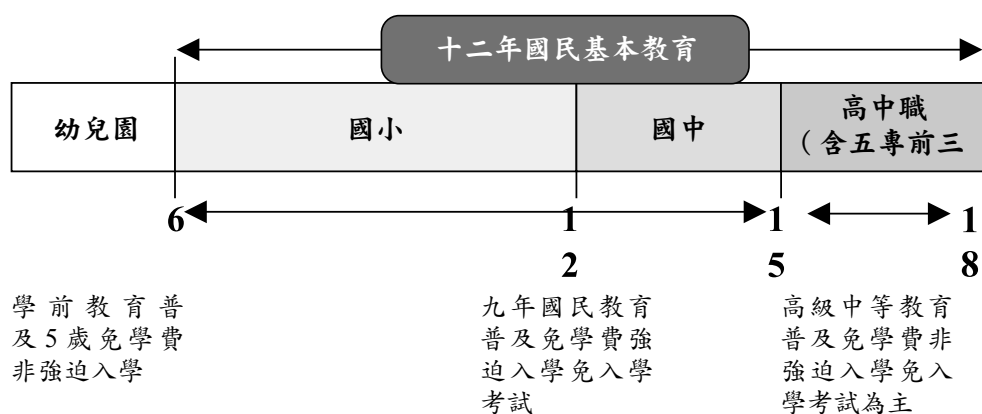 十二年國民基本教育
幼兒園
國小
國中
高中職
（含五專前三
6
1
2
1
5
1
8
學前教育普
及5歲免學費
非強迫入學
九年國民教育
普及免學費強
迫入學免入學
考試
高級中等教育
普及免學費非
強迫入學免入
學考試為主